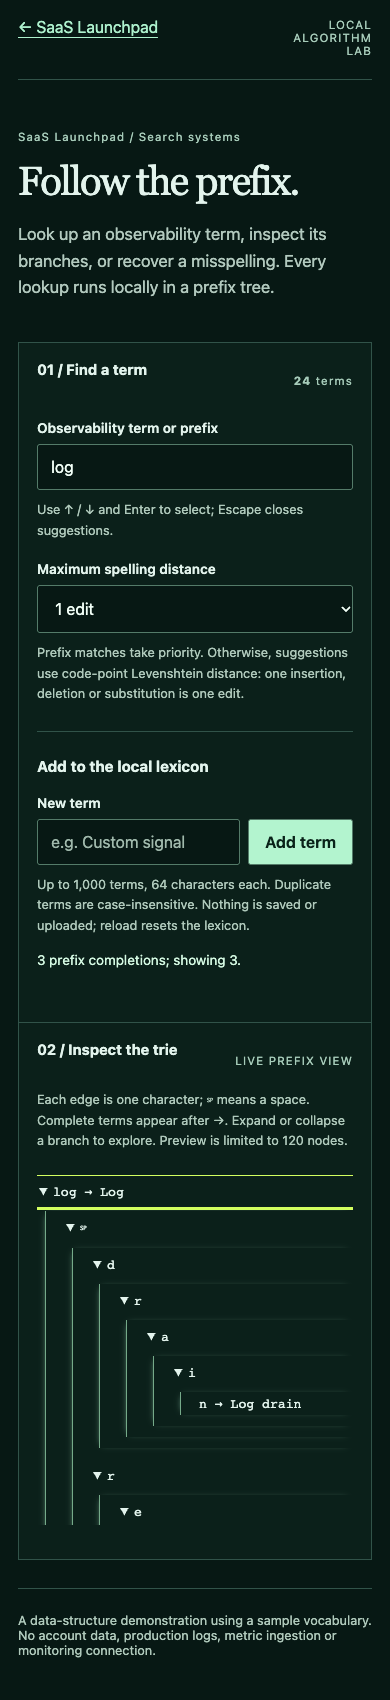 ← SaaS Launchpad
LOCAL
ALGORITHM
LAB
SaaS Launchpad / Search systems
Follow the prefix.
Look up an observability term, inspect its
branches, or recover a misspelling. Every
lookup runs locally in a prefix tree.
01 / Find a term
24 terms
Observability term or prefix
log
Use ↑ / ↓ and Enter to select; Escape closes
suggestions.
Maximum spelling distance
1 edit
Prefix matches take priority. Otherwise, suggestions
use code-point Levenshtein distance: one insertion,
deletion or substitution is one edit.
Add to the local lexicon
New term
e.g. Custom signal
Add term
Up to 1,000 terms, 64 characters each. Duplicate
terms are case-insensitive. Nothing is saved or
uploaded; reload resets the lexicon.
3 prefix completions; showing 3.
02 / Inspect the trie
LIVE PREFIX VIEW
Each edge is one character; ␠ means a space.
Complete terms appear after →. Expand or collapse
a branch to explore. Preview is limited to 120 nodes.
▼ log → Log
▼ ␠
▼ d
▼ r
▼ a
▼ i
n → Log drain
▼ r
▼ e
A data-structure demonstration using a sample vocabulary.
No account data, production logs, metric ingestion or
monitoring connection.